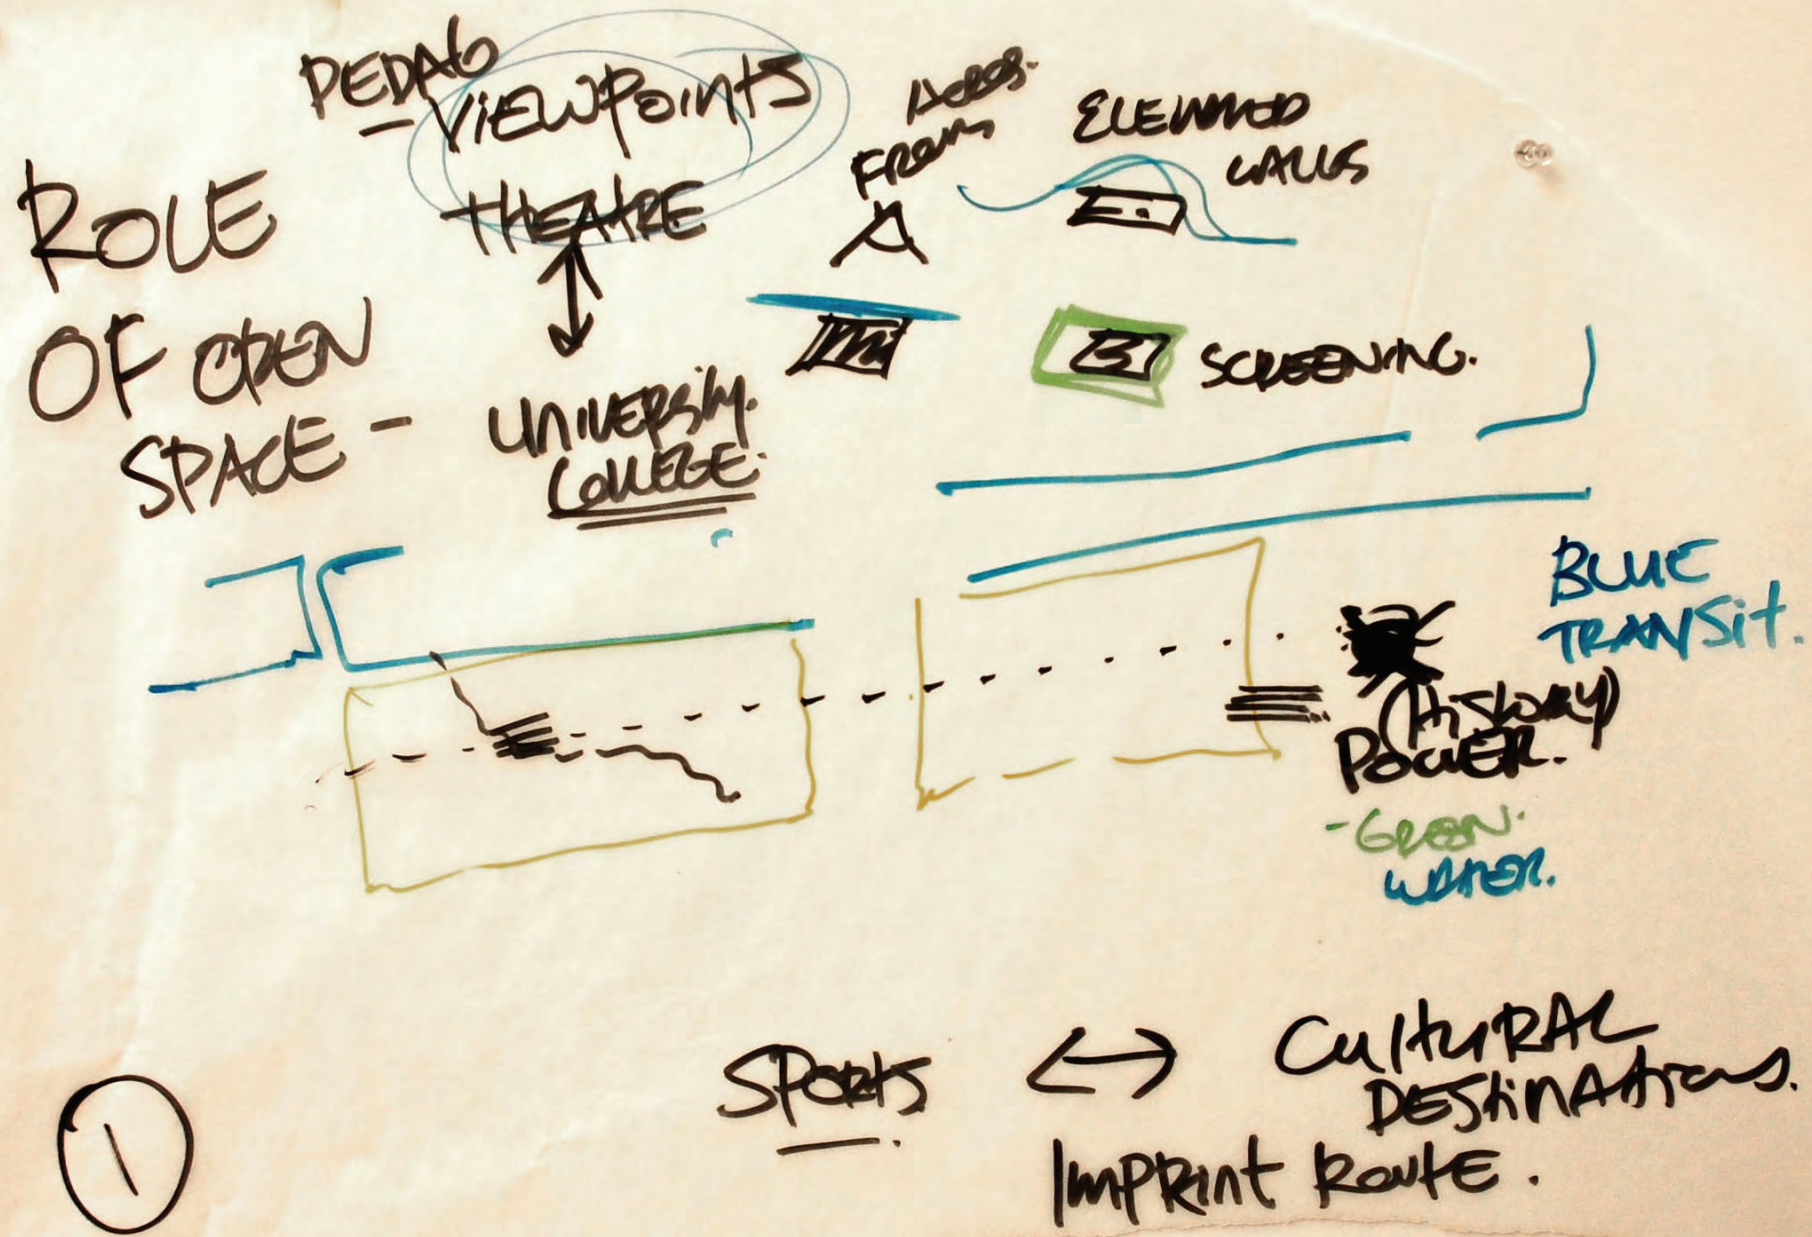 PEDAG
- VIEWPOINTS
THEATRE
ROLE
OF OPEN
SPACE -
UNIVERSITY.
COLLEGE.
FROM
ELEVATED
WALLS
B
SCREENING.
BLUE
TRANSIT.
(HISTORY)
POWER.
- GREEN.
WATER.
SPORTS ↔ CULTURAL
DESTINATIONS.
IMPRINT ROUTE.
1